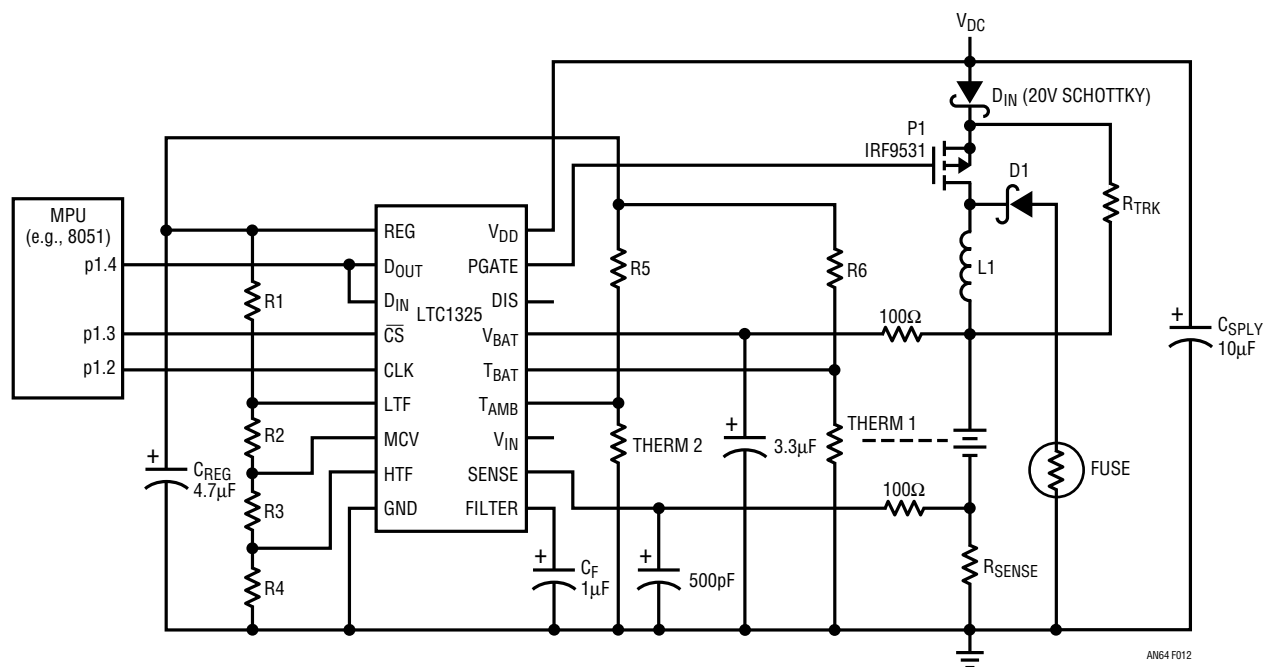 V_DC
D_IN (20V SCHOTTKY)
P1
IRF9531
D1
R_TRK
MPU
(e.g., 8051)
p1.4
p1.3
p1.2
REG
D_OUT
D_IN
C̅S̅
CLK
LTF
MCV
HTF
GND
LTC1325
V_DD
PGATE
DIS
V_BAT
T_BAT
T_AMB
V_IN
SENSE
FILTER
R1
R2
R3
R4
R5
R6
L1
100Ω
+
C_SPLY
10µF
+
C_REG
4.7µF
THERM 2
+
3.3µF
THERM 1
FUSE
100Ω
+
C_F
1µF
+
500pF
R_SENSE
AN64 F012